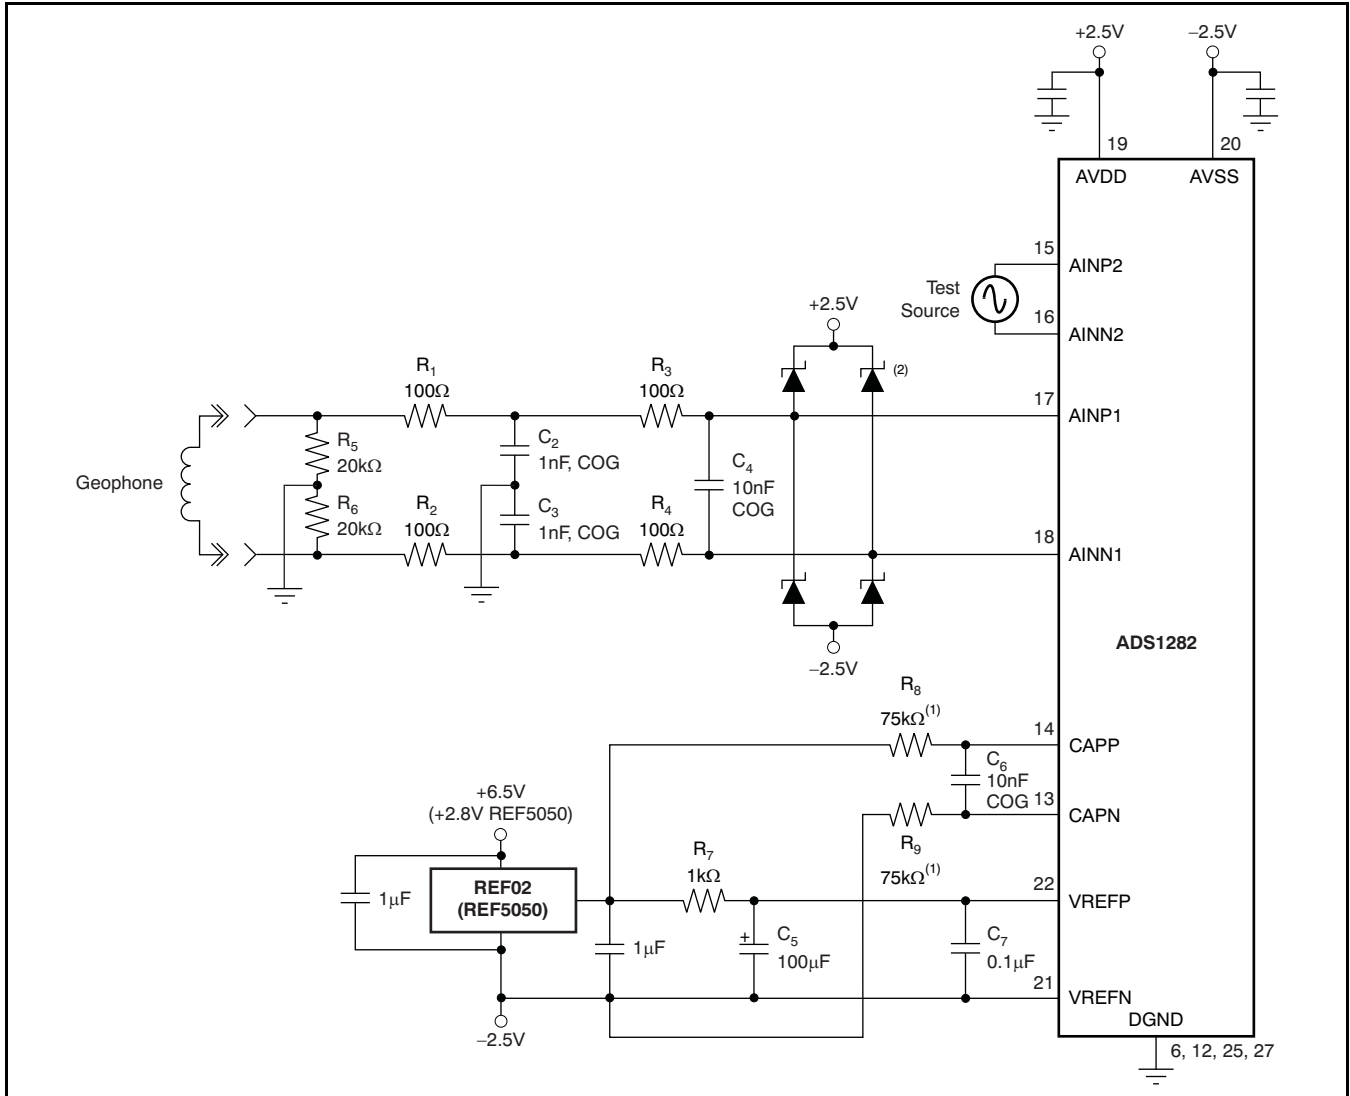 +2.5V
−2.5V
19
20
AVDD
AVSS
15
AINP2
Test
Source
16
AINN2
+2.5V
(2)
R1
100Ω
R3
100Ω
17
AINP1
R5
20kΩ
C2
1nF, COG
C4
10nF
COG
Geophone
R6
20kΩ
R2
100Ω
C3
1nF, COG
R4
100Ω
18
AINN1
−2.5V
ADS1282
R8
75kΩ(1)
14
CAPP
C6
10nF
COG
13
CAPN
R9
75kΩ(1)
+6.5V
(+2.8V REF5050)
1µF
REF02
(REF5050)
R7
1kΩ
22
VREFP
1µF
+
C5
100µF
C7
0.1µF
21
VREFN
−2.5V
DGND
6, 12, 25, 27